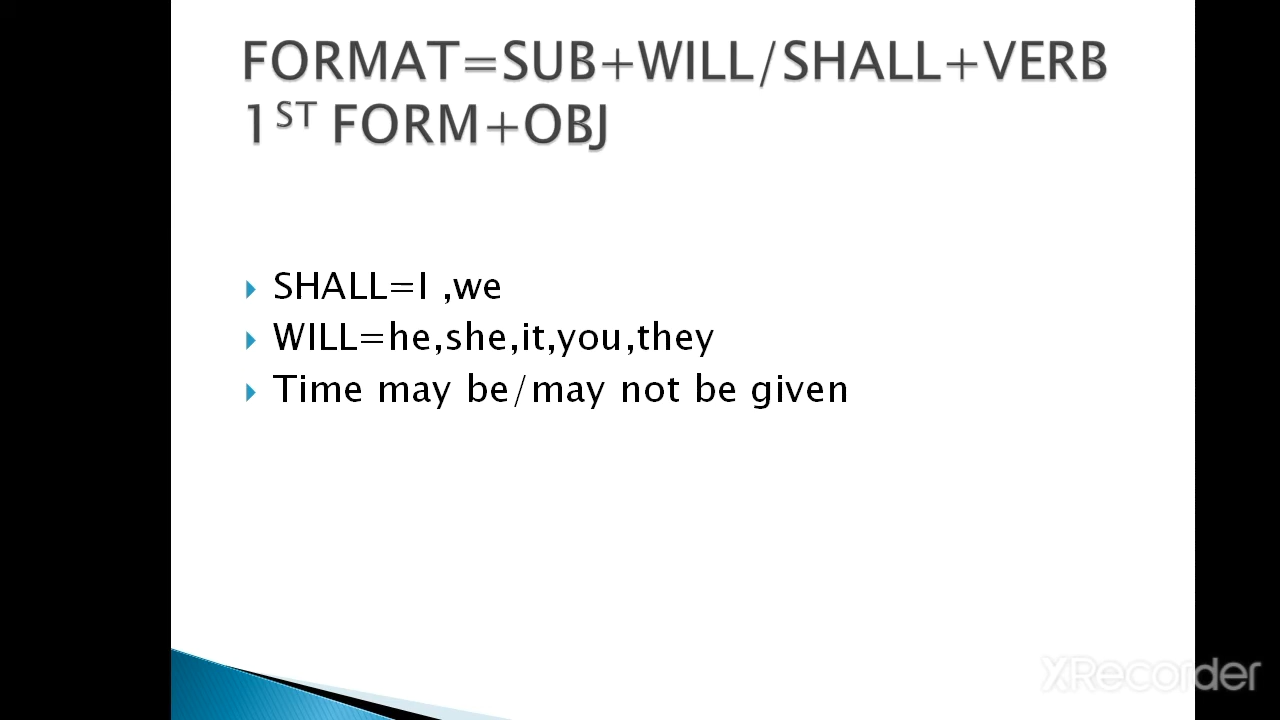 FORMAT=SUB+WILL/SHALL+VERB
1ST FORM+OBJ
SHALL=I ,we
WILL=he,she,it,you,they
Time may be/may not be given
XRecorder